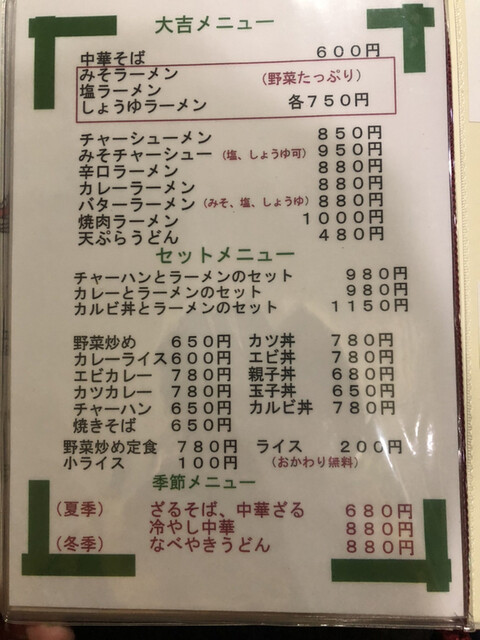 大吉メニュー
中華そば 600円
みそラーメン (野菜たっぷり)
塩ラーメン
しょうゆラーメン 各750円
チャーシューメン 850円
みそチャーシュー (塩、しょうゆ可) 950円
辛口ラーメン 880円
カレーラーメン 880円
バターラーメン (みそ、塩、しょうゆ) 880円
焼肉ラーメン 1000円
天ぷらうどん 480円
セットメニュー
チャーハンとラーメンのセット 980円
カレーとラーメンのセット 980円
カルビ丼とラーメンのセット 1150円
野菜炒め 650円 カツ丼 780円
カレーライス 600円 エビ丼 780円
エビカレー 780円 親子丼 680円
カツカレー 780円 玉子丼 650円
チャーハン 650円 カルビ丼 780円
焼きそば 650円
野菜炒め定食 780円 ライス 200円
小ライス 100円 (おかわり無料)
季節メニュー
(夏季) ざるそば、中華ざる 680円
冷やし中華 880円
(冬季) なべやきうどん 880円